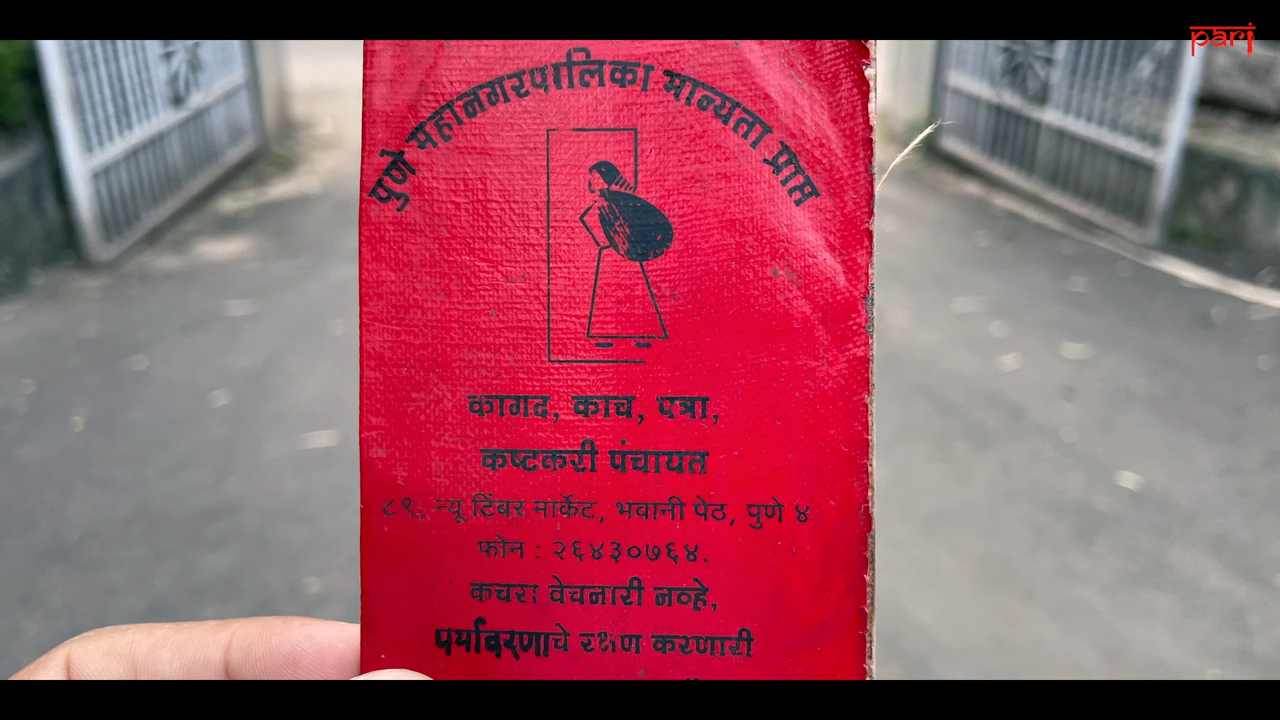 pari
पुणे महानगरपालिका मान्यता प्राप्त
कागद, काच, पत्रा,
कष्टकरी पंचायत
८९, न्यू टिंबर मार्केट, भवानी पेठ, पुणे ४
फोन : २६४३०७६४.
कचरा वेचनारी नव्हे,
पर्यावरणाचे रक्षण करणारी